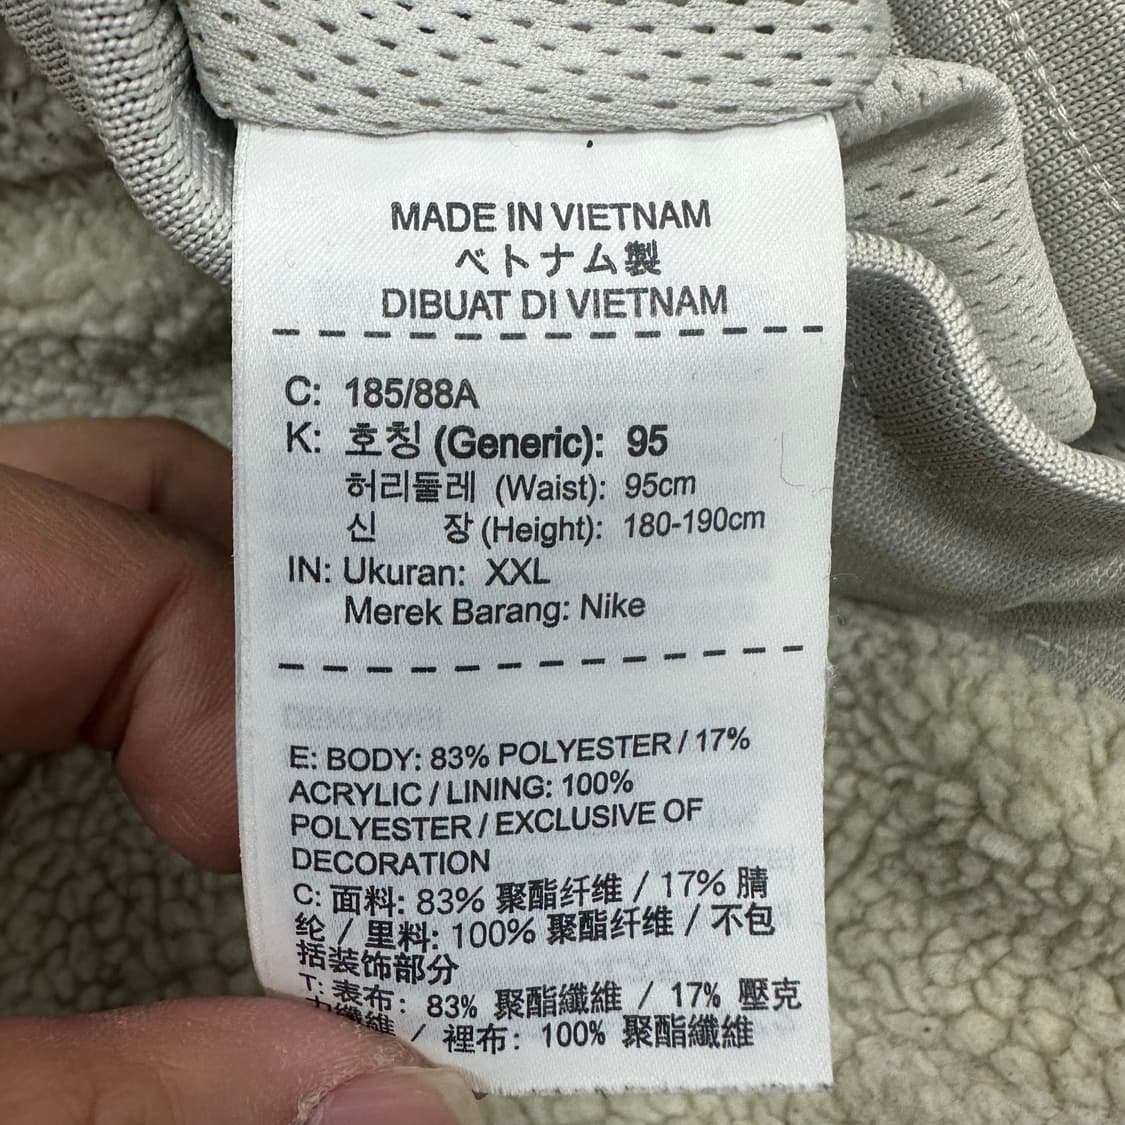 MADE IN VIETNAM
ベトナム製
DIBUAT DI VIETNAM
C: 185/88A
K: 호칭 (Generic): 95
허리둘레 (Waist): 95cm
신 장 (Height): 180-190cm
IN: Ukuran: XXL
Merek Barang: Nike
E: BODY: 83% POLYESTER / 17%
ACRYLIC / LINING: 100%
POLYESTER / EXCLUSIVE OF
DECORATION
C: 面料: 83% 聚酯纤维 / 17% 腈
纶 / 里料: 100% 聚酯纤维 / 不包
括装饰部分
T: 表布: 83% 聚酯纖維 / 17% 壓克
力纖維 / 裡布: 100% 聚酯纖維